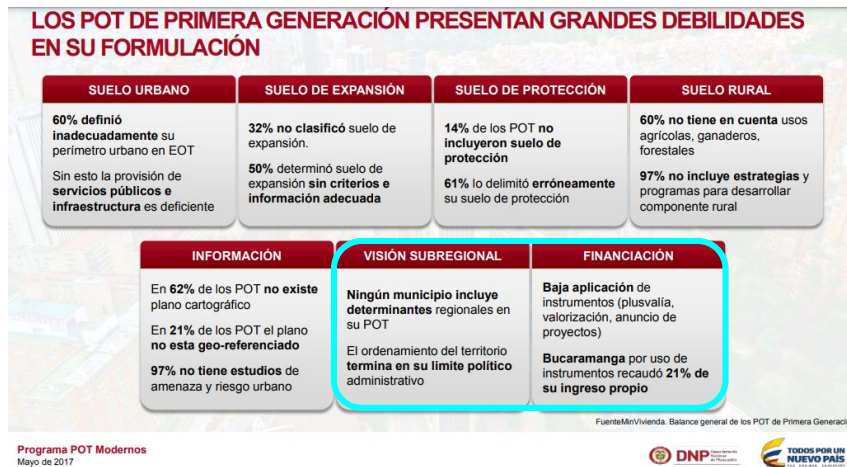 LOS POT DE PRIMERA GENERACIÓN PRESENTAN GRANDES DEBILIDADES
EN SU FORMULACIÓN
SUELO URBANO
60% definió
inadecuadamente su
perímetro urbano en EOT
Sin esto la provisión de
servicios públicos e
infraestructura es deficiente
SUELO DE EXPANSIÓN
32% no clasificó suelo de
expansión.
50% determinó suelo de
expansión sin criterios e
información adecuada
SUELO DE PROTECCIÓN
14% de los POT no
incluyeron suelo de
protección
61% lo delimitó erróneamente
su suelo de protección
SUELO RURAL
60% no tiene en cuenta usos
agrícolas, ganaderos,
forestales
97% no incluye estrategias y
programas para desarrollar
componente rural
INFORMACIÓN
En 62% de los POT no existe
plano cartográfico
En 21% de los POT el plano
no esta geo-referenciado
97% no tiene estudios de
amenaza y riesgo urbano
VISIÓN SUBREGIONAL
Ningún municipio incluye
determinantes regionales en
su POT
El ordenamiento del territorio
termina en su limite político
administrativo
FINANCIACIÓN
Baja aplicación de
instrumentos (plusvalía,
valorización, anuncio de
proyectos)
Bucaramanga por uso de
instrumentos recaudó 21% de
su ingreso propio
FuenteMinVivienda. Balance general de los POT de Primera Generació
Programa POT Modernos
Mayo de 2017
DNP Departamento
Nacional
de Planeación
TODOS POR UN
NUEVO PAÍS
PAZ EQUIDAD EDUCACIÓN